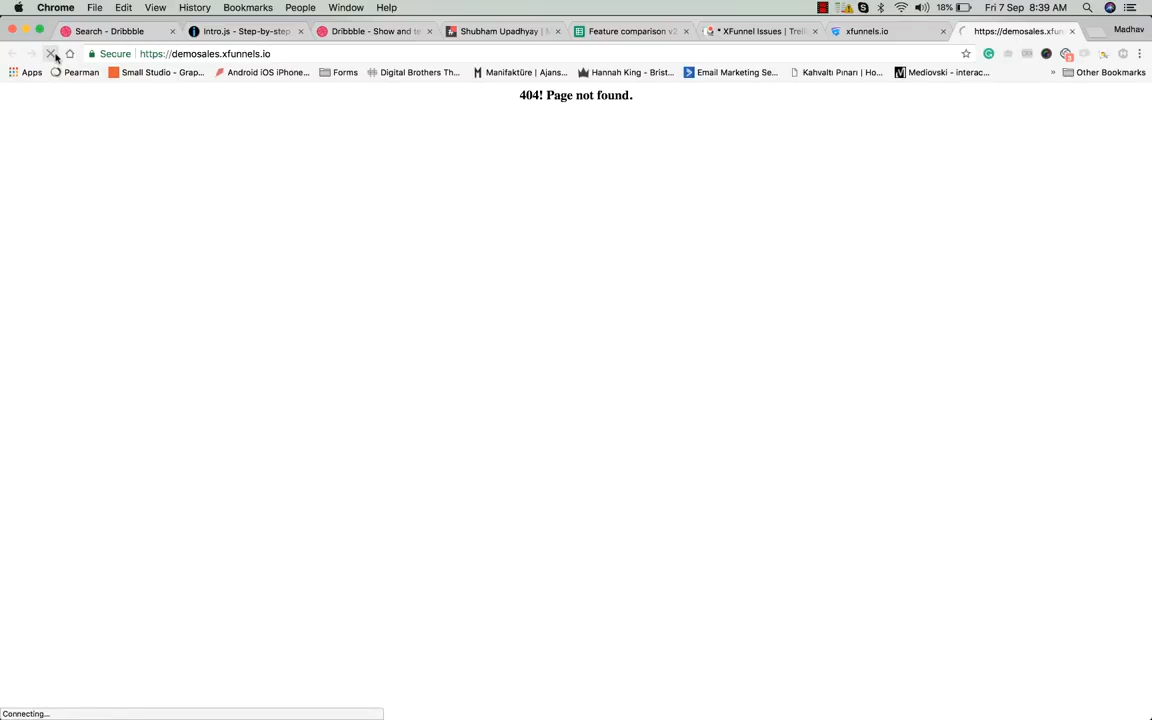 Chrome File Edit View History Bookmarks People Window Help 18% Fri 7 Sep 8:39 AM
Search - Dribbble Intro.js - Step-by-step Dribbble - Show and te Shubham Upadhyay | Feature comparison v2 * XFunnel Issues | Trell xfunnels.io https://demosales.xfun Madhav
Secure https://demosales.xfunnels.io
Apps Pearman Small Studio - Grap... Android iOS iPhone... Forms Digital Brothers Th... Manifaktüre | Ajans... Hannah King - Brist... Email Marketing Se... Kahvaltı Pınarı | Ho... Mediovski - interac... » Other Bookmarks
404! Page not found.
Connecting...